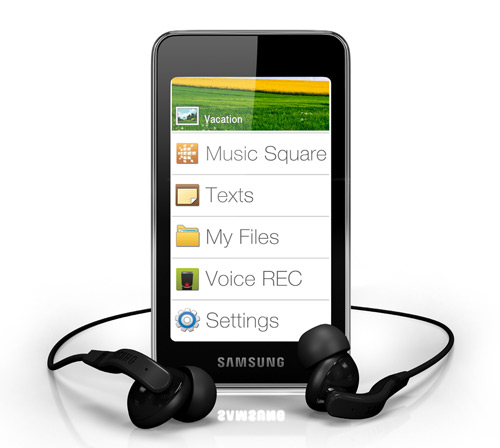 Vacation
Music Square
Texts
My Files
Voice REC
Settings
SAMSUNG